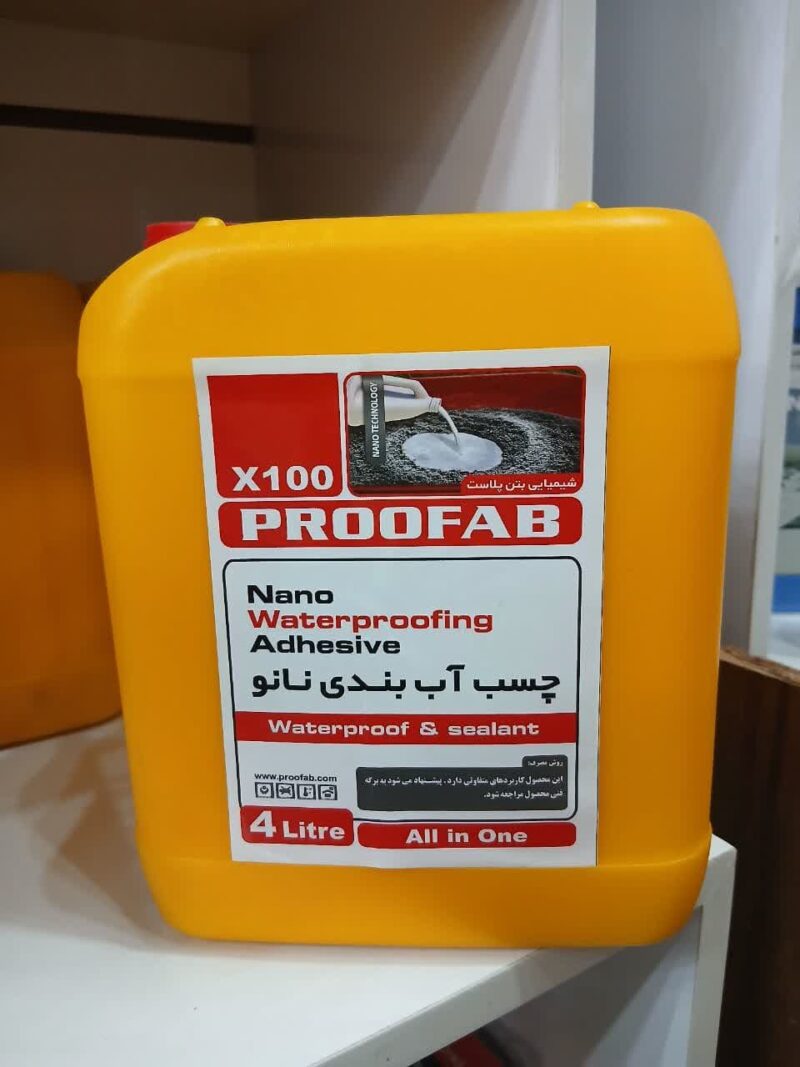 NANO TECHNOLOGY
X100
شیمیایی بتن پلاست
PROOFAB
Nano
Waterproofing
Adhesive
چسب آب بندی نانو
Waterproof & sealant
روش مصرف:
این محصول کاربردهای متفاوتی دارد . پیشنهاد می شود به برگه
فنی محصول مراجعه شود.
www.proofab.com
4 Litre
All in One